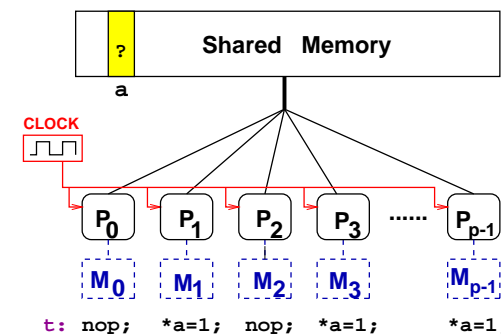 ? Shared Memory
a
CLOCK
P0 P1 P2 P3 ...... Pp-1
M0 M1 M2 M3 Mp-1
t: nop; *a=1; nop; *a=1; *a=1